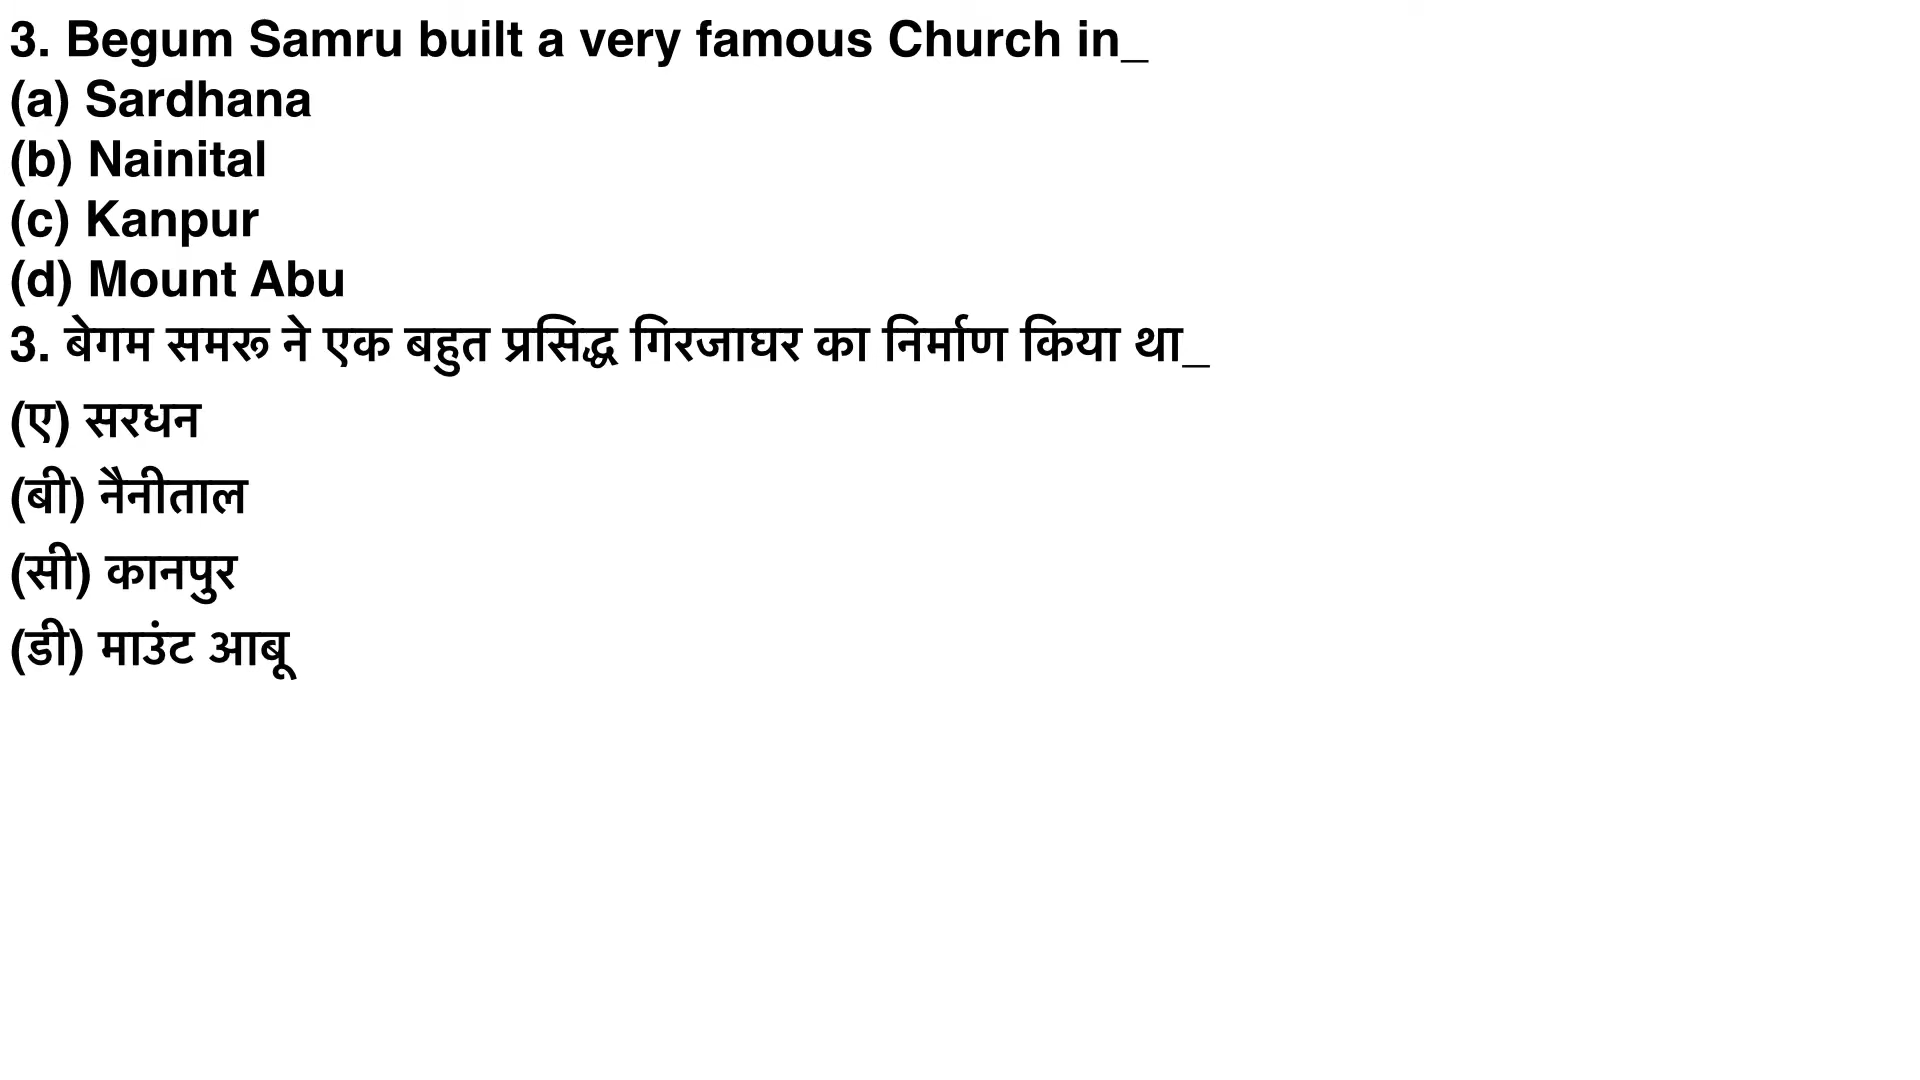 3. Begum Samru built a very famous Church in_
(a) Sardhana
(b) Nainital
(c) Kanpur
(d) Mount Abu
3. बेगम समरू ने एक बहुत प्रसिद्ध गिरजाघर का निर्माण किया था_
(ए) सरधन
(बी) नैनीताल
(सी) कानपुर
(डी) माउंट आबू